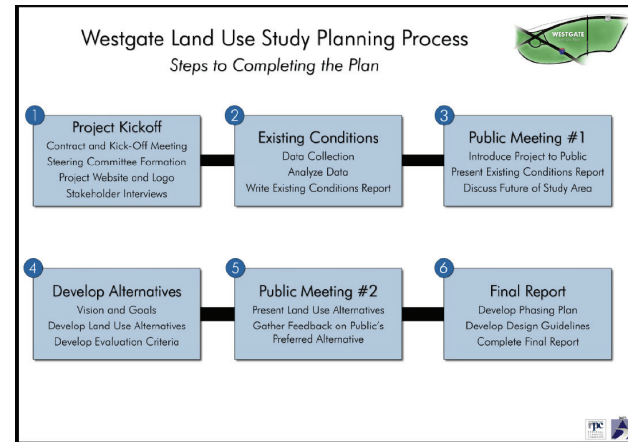 Westgate Land Use Study Planning Process
Steps to Completing the Plan
WESTGATE
1
Project Kickoff
Contract and Kick-Off Meeting
Steering Committee Formation
Project Website and Logo
Stakeholder Interviews
2
Existing Conditions
Data Collection
Analyze Data
Write Existing Conditions Report
3
Public Meeting #1
Introduce Project to Public
Present Existing Conditions Report
Discuss Future of Study Area
4
Develop Alternatives
Vision and Goals
Develop Land Use Alternatives
Develop Evaluation Criteria
5
Public Meeting #2
Present Land Use Alternatives
Gather Feedback on Public's
Preferred Alternative
6
Final Report
Develop Phasing Plan
Develop Design Guidelines
Complete Final Report
rpc